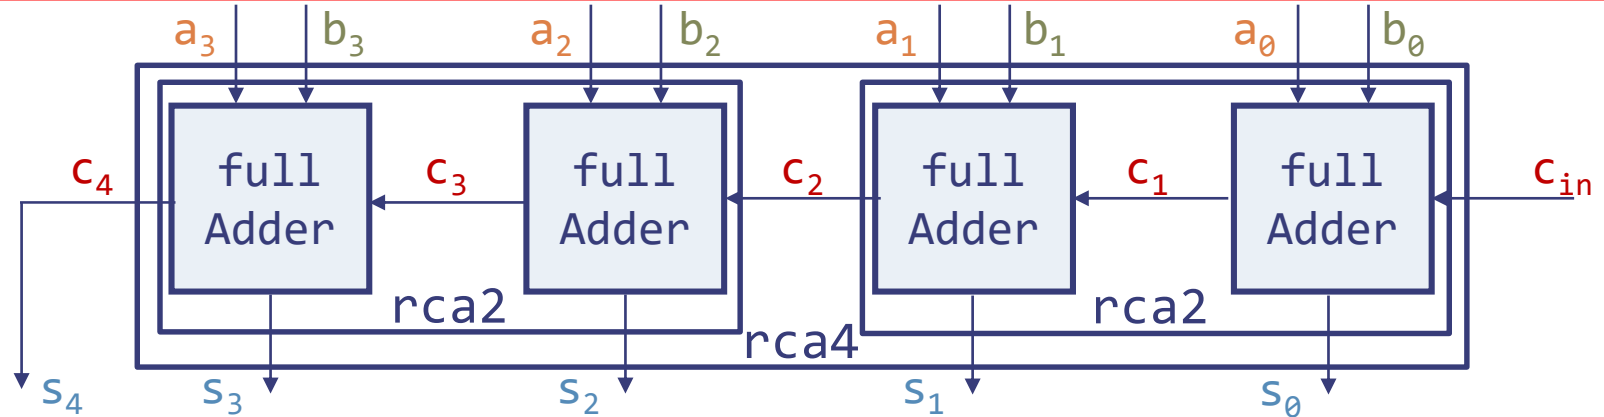 a₃ b₃ a₂ b₂ a₁ b₁ a₀ b₀
c₄ full Adder c₃ full Adder c₂ full Adder c₁ full Adder c_in
rca2 rca2
rca4
s₄ s₃ s₂ s₁ s₀